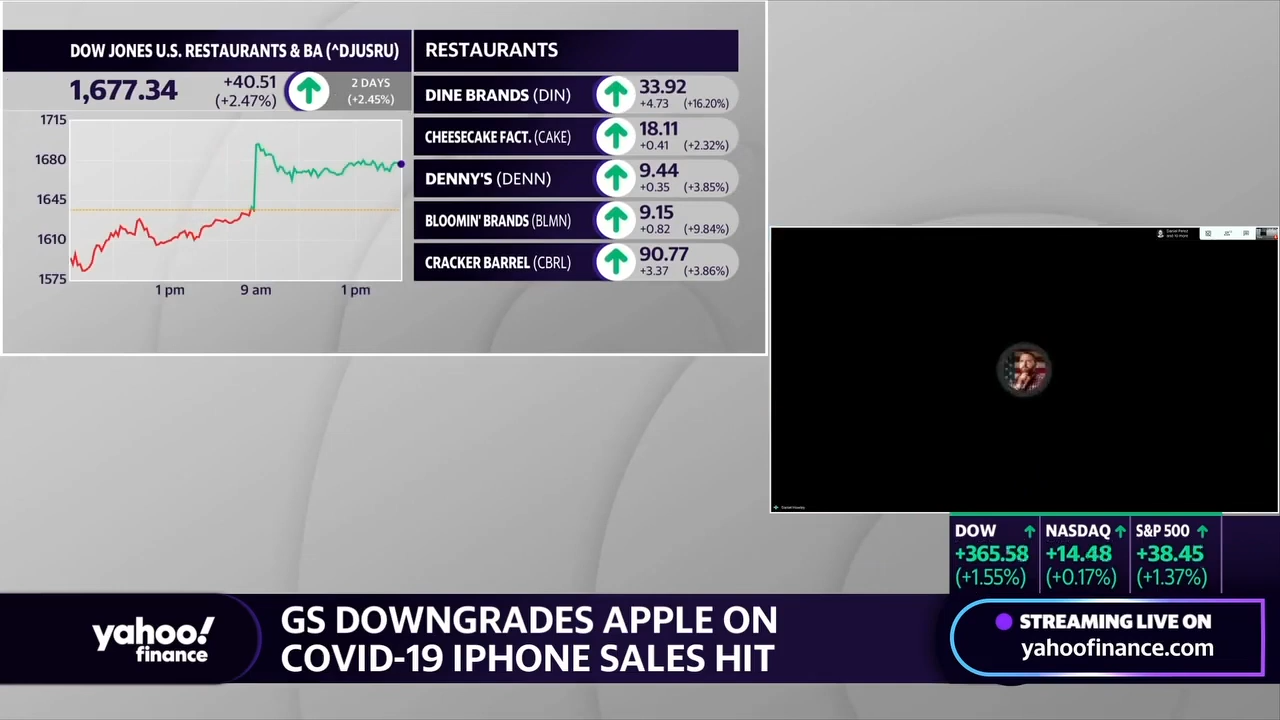 DOW JONES U.S. RESTAURANTS & BA (^DJUSRU)
1,677.34
+40.51
(+2.47%)
2 DAYS
(+2.45%)
1715
1680
1645
1610
1575
1 pm
9 am
1 pm
RESTAURANTS
DINE BRANDS (DIN)
33.92
+4.73 (+16.20%)
CHEESECAKE FACT. (CAKE)
18.11
+0.41 (+2.32%)
DENNY'S (DENN)
9.44
+0.35 (+3.85%)
BLOOMIN' BRANDS (BLMN)
9.15
+0.82 (+9.84%)
CRACKER BARREL (CBRL)
90.77
+3.37 (+3.86%)
DOW
+365.58
(+1.55%)
NASDAQ
+14.48
(+0.17%)
S&P 500
+38.45
(+1.37%)
yahoo!
finance
GS DOWNGRADES APPLE ON
COVID-19 IPHONE SALES HIT
STREAMING LIVE ON
yahoofinance.com